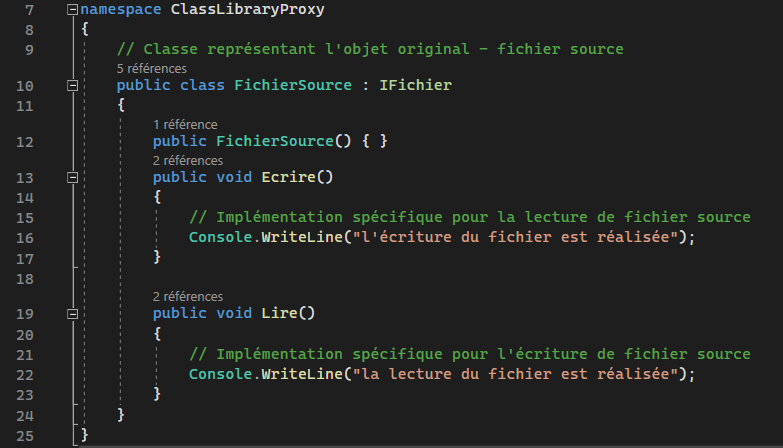 7 namespace ClassLibraryProxy
8 {
9 // Classe représentant l'objet original - fichier source
5 références
10 public class FichierSource : IFichier
11 {
1 référence
12 public FichierSource() { }
2 références
13 public void Ecrire()
14 {
15 // Implémentation spécifique pour la lecture de fichier source
16 Console.WriteLine("l'écriture du fichier est réalisée");
17 }
18
2 références
19 public void Lire()
20 {
21 // Implémentation spécifique pour l'écriture de fichier source
22 Console.WriteLine("la lecture du fichier est réalisée");
23 }
24 }
25 }